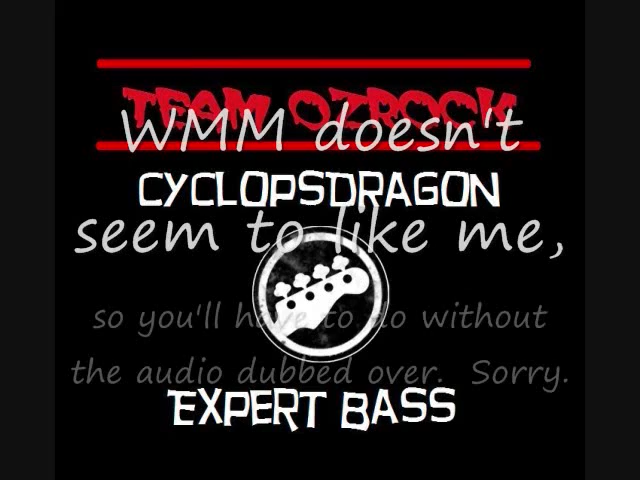 TEAM OZROCK
WMM doesn't
CYCLOPSDRAGON
seem to like me,
so you'll have to do without
the audio dubbed over. Sorry.
EXPERT BASS